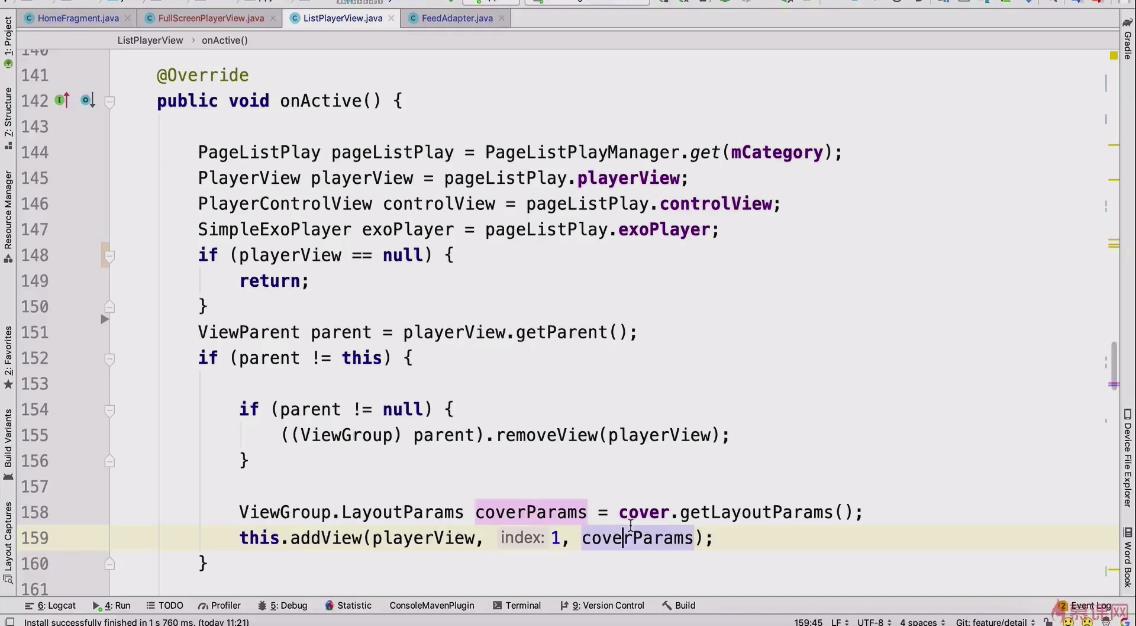 HomeFragment.java
FullScreenPlayerView.java
ListPlayerView.java
FeedAdapter.java
ListPlayerView
onActive()
1: Project
7: Structure
Resource Manager
2: Favorites
Build Variants
Layout Captures
140
141 @Override
142 public void onActive() {
143
144 PageListPlay pageListPlay = PageListPlayManager.get(mCategory);
145 PlayerView playerView = pageListPlay.playerView;
146 PlayerControlView controlView = pageListPlay.controlView;
147 SimpleExoPlayer exoPlayer = pageListPlay.exoPlayer;
148 if (playerView == null) {
149 return;
150 }
151 ViewParent parent = playerView.getParent();
152 if (parent != this) {
153
154 if (parent != null) {
155 ((ViewGroup) parent).removeView(playerView);
156 }
157
158 ViewGroup.LayoutParams coverParams = cover.getLayoutParams();
159 this.addView(playerView, index: 1, coverParams);
160 }
161
Gradle
Device File Explorer
Word Book
6: Logcat
4: Run
TODO
Profiler
5: Debug
Statistic
ConsoleMavenPlugin
Terminal
9: Version Control
Build
2 Event Log
Install successfully finished in 1 s 760 ms. (today 11:21)
159:45 LF UTF-8 4 spaces Git: feature/detail
慕课网